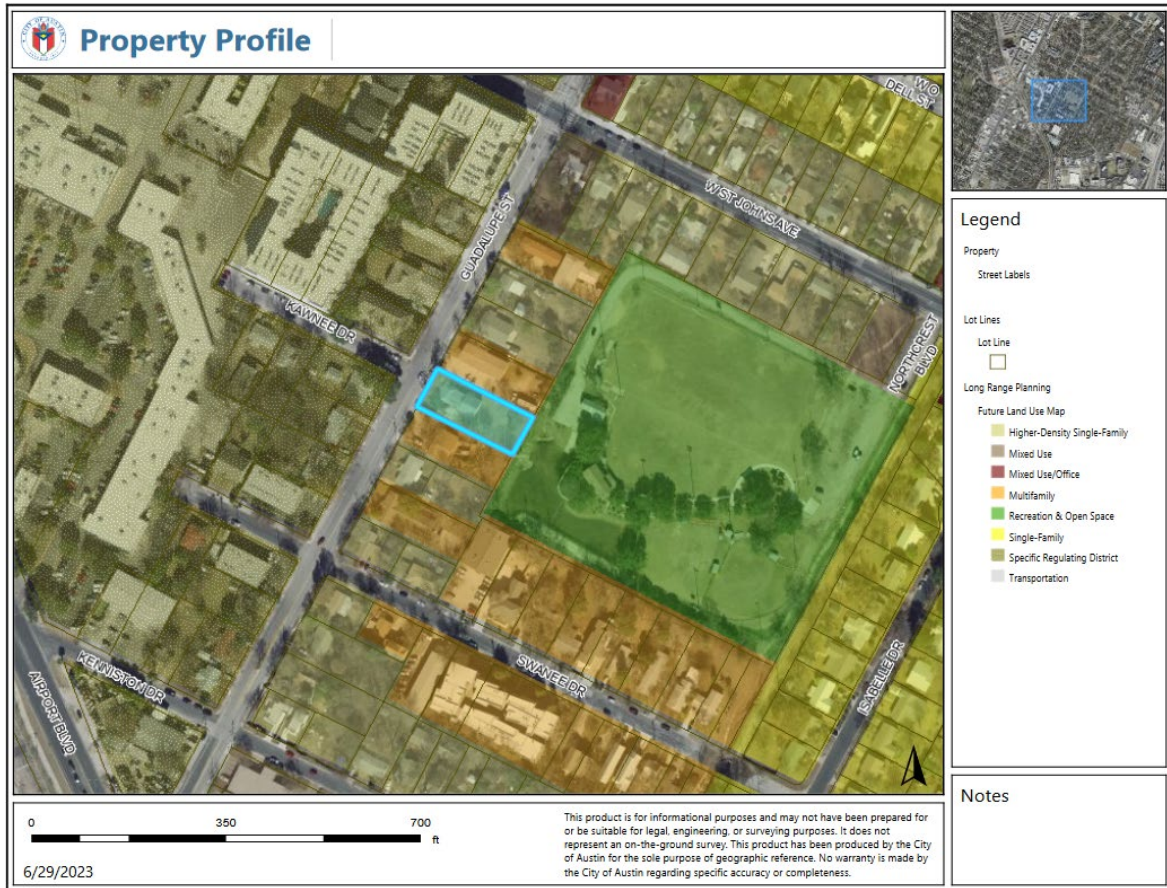 Property Profile
W O
DELL ST
W ST JOHNS AVE
GUADALUPE ST
KAWNEE DR
NORTHCREST
BLVD
SWANEE DR
ISABELLE DR
KENNISTON DR
AIRPORT BLVD
Legend
Property
Street Labels
Lot Lines
Lot Line
Long Range Planning
Future Land Use Map
Higher-Density Single-Family
Mixed Use
Mixed Use/Office
Multifamily
Recreation & Open Space
Single-Family
Specific Regulating District
Transportation
Notes
0 350 700
ft
6/29/2023
This product is for informational purposes and may not have been prepared for
or be suitable for legal, engineering, or surveying purposes. It does not
represent an on-the-ground survey. This product has been produced by the City
of Austin for the sole purpose of geographic reference. No warranty is made by
the City of Austin regarding specific accuracy or completeness.